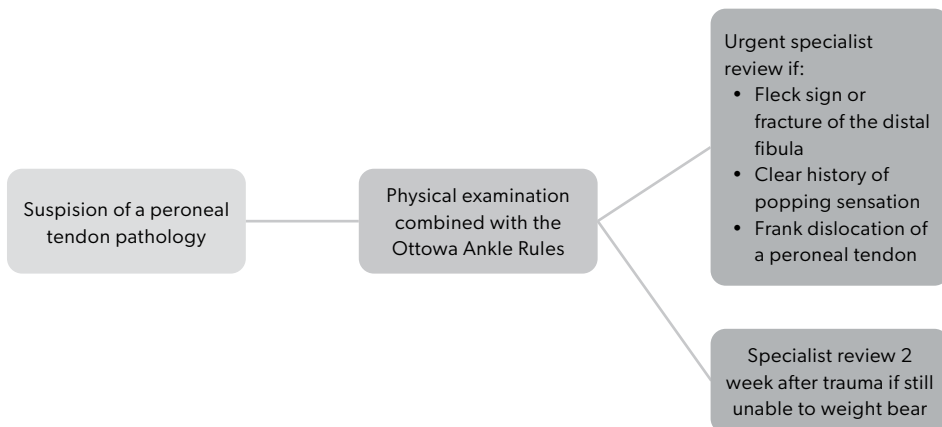 Suspision of a peroneal
tendon pathology
Physical examination
combined with the
Ottowa Ankle Rules
Urgent specialist
review if:
• Fleck sign or
fracture of the distal
fibula
• Clear history of
popping sensation
• Frank dislocation of
a peroneal tendon
Specialist review 2
week after trauma if still
unable to weight bear